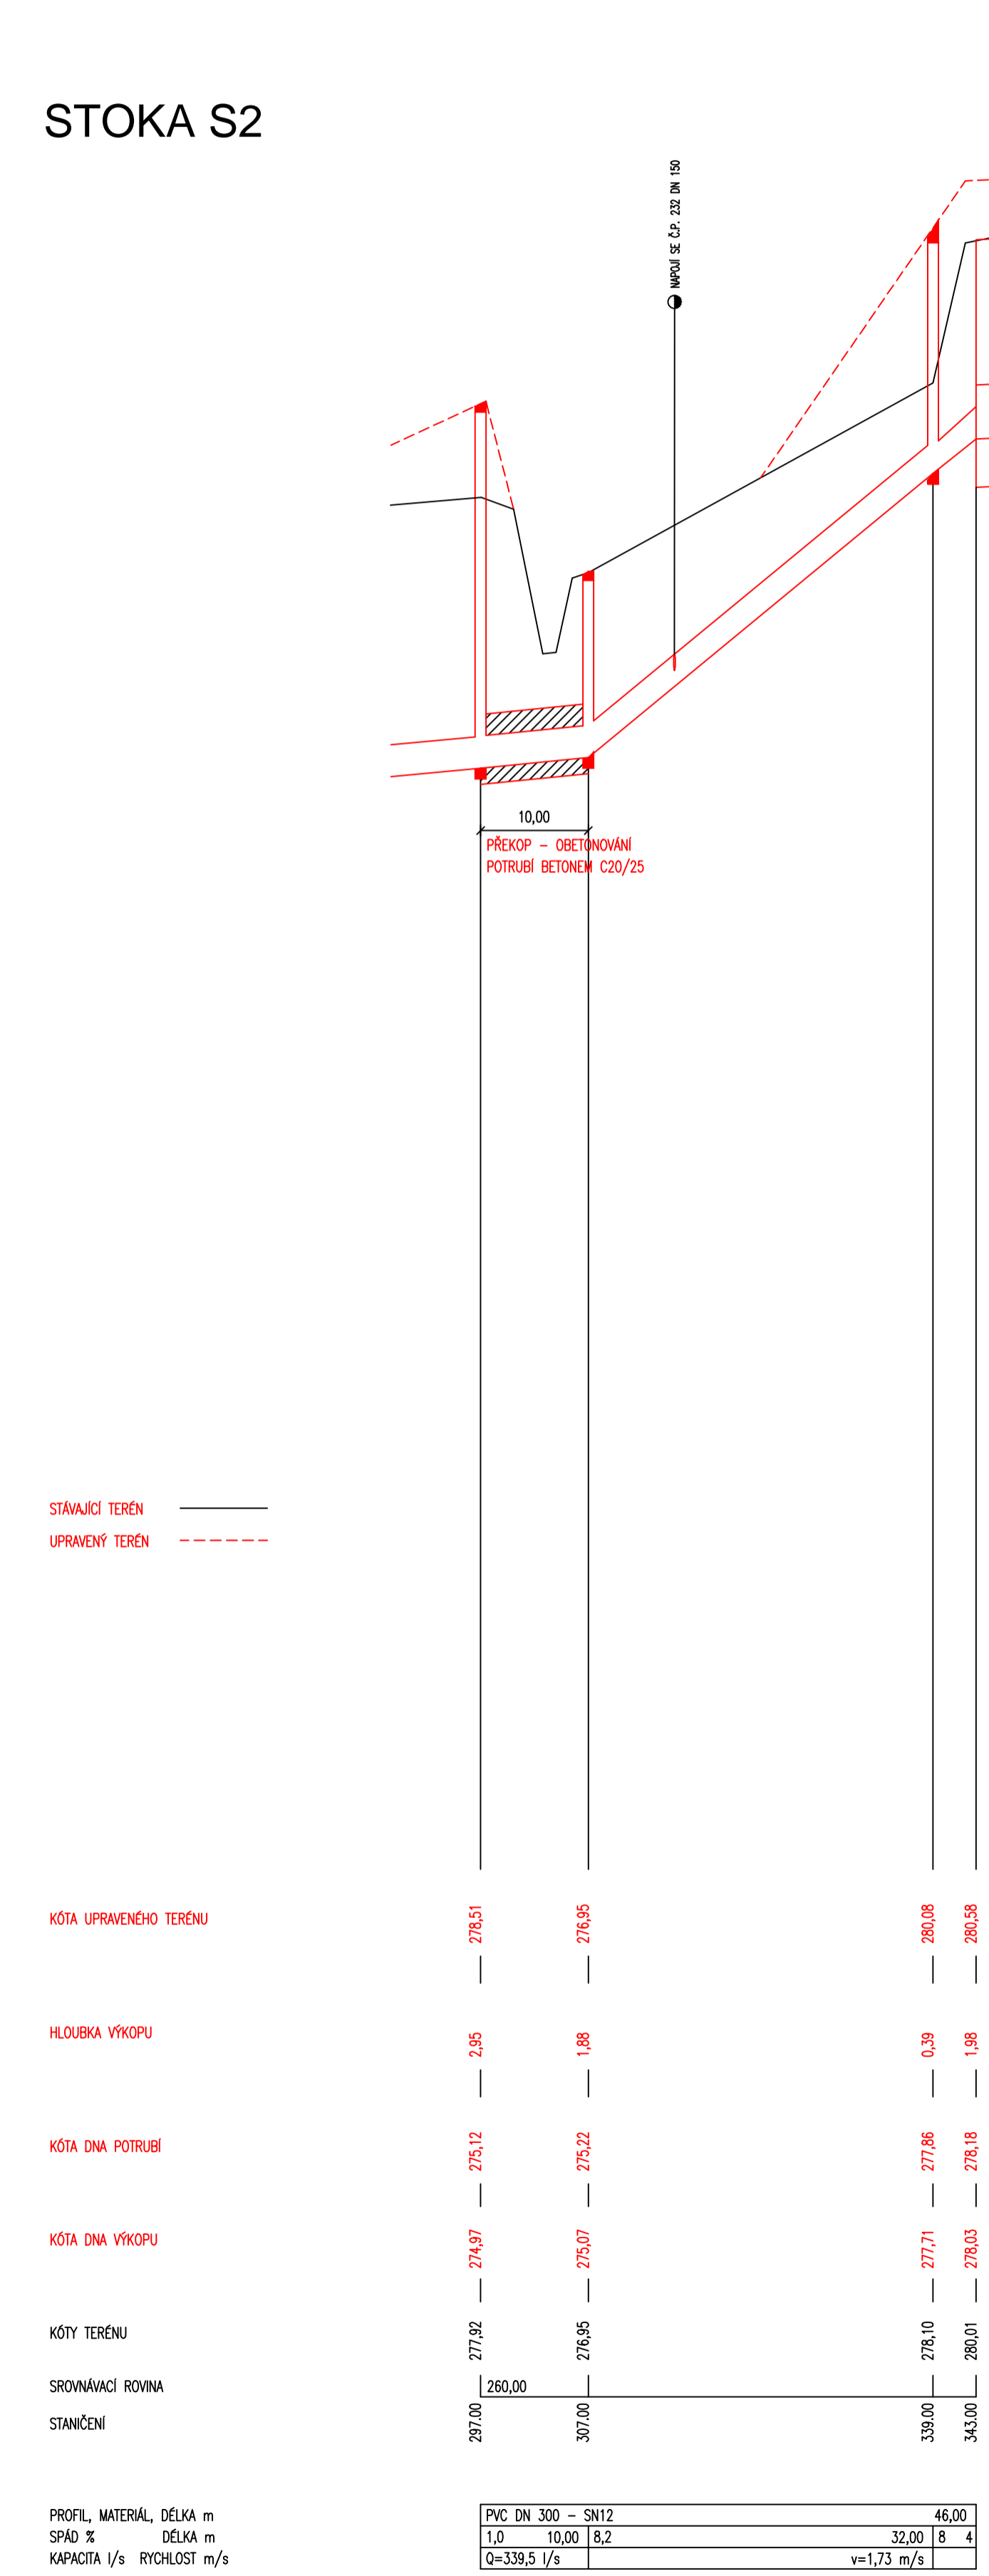 STOKA S2
NAPOJÍ SE Č.P. 232 DN 150
10,00
PŘEKOP - OBETONOVÁNÍ
POTRUBÍ BETONEM C20/25
STÁVAJÍCÍ TERÉN
UPRAVENÝ TERÉN
KÓTA UPRAVENÉHO TERÉNU 278,51 276,95 280,08 280,58
HLOUBKA VÝKOPU 2,95 1,88 0,39 1,98
KÓTA DNA POTRUBÍ 275,12 275,22 277,86 278,18
KÓTA DNA VÝKOPU 274,97 275,07 277,71 278,03
KÓTY TERÉNU 277,92 276,95 278,10 280,01
SROVNÁVACÍ ROVINA 260,00
STANIČENÍ 297.00 307.00 339.00 343.00
PROFIL, MATERIÁL, DÉLKA m PVC DN 300 - SN12 46,00
SPÁD % DÉLKA m 1,0 10,00 8,2 32,00 8 4
KAPACITA l/s RYCHLOST m/s Q=339,5 l/s v=1,73 m/s